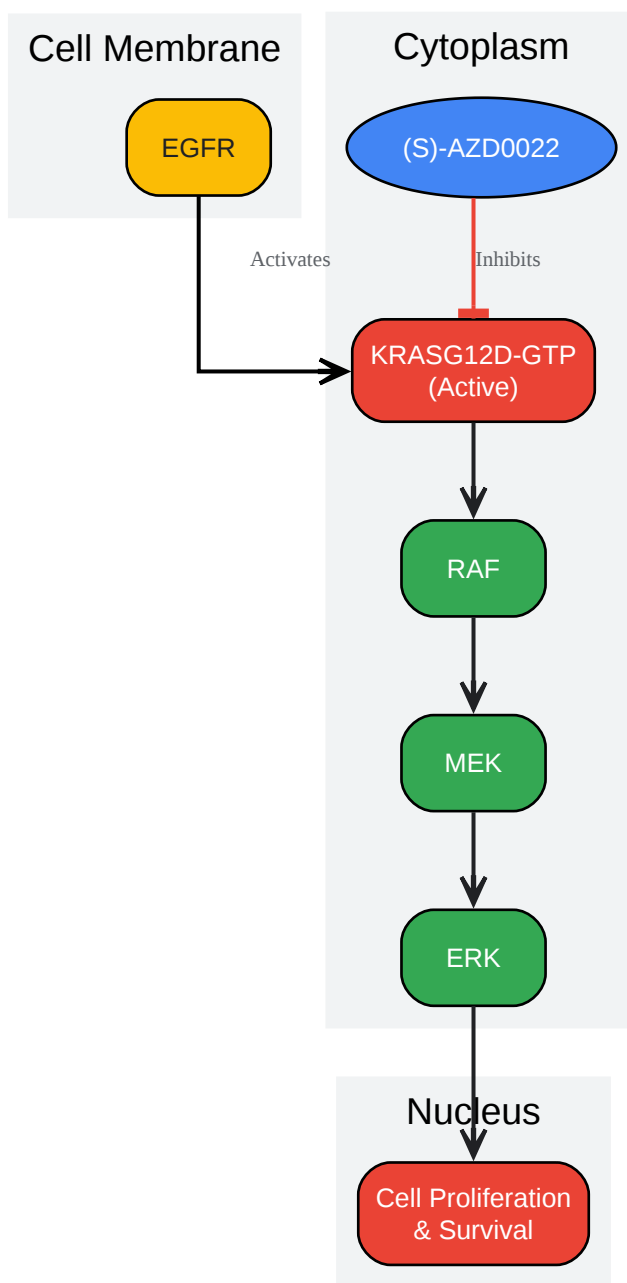 Cell Membrane
Cytoplasm
EGFR
(S)-AZD0022
Activates
Inhibits
KRASG12D-GTP
(Active)
RAF
MEK
ERK
Nucleus
Cell Proliferation
& Survival